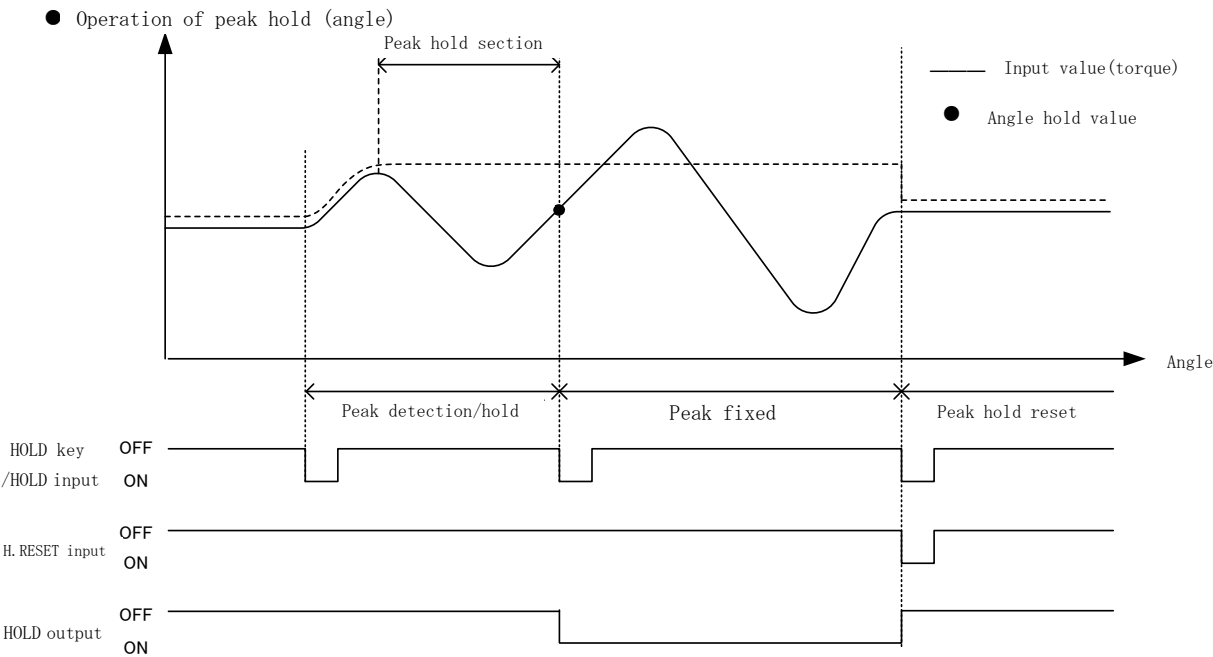 ● Operation of peak hold (angle)
Peak hold section
Input value(torque)
Angle hold value
Angle
Peak detection/hold
Peak fixed
Peak hold reset
HOLD key
/HOLD input
OFF
ON
H.RESET input
OFF
ON
HOLD output
OFF
ON